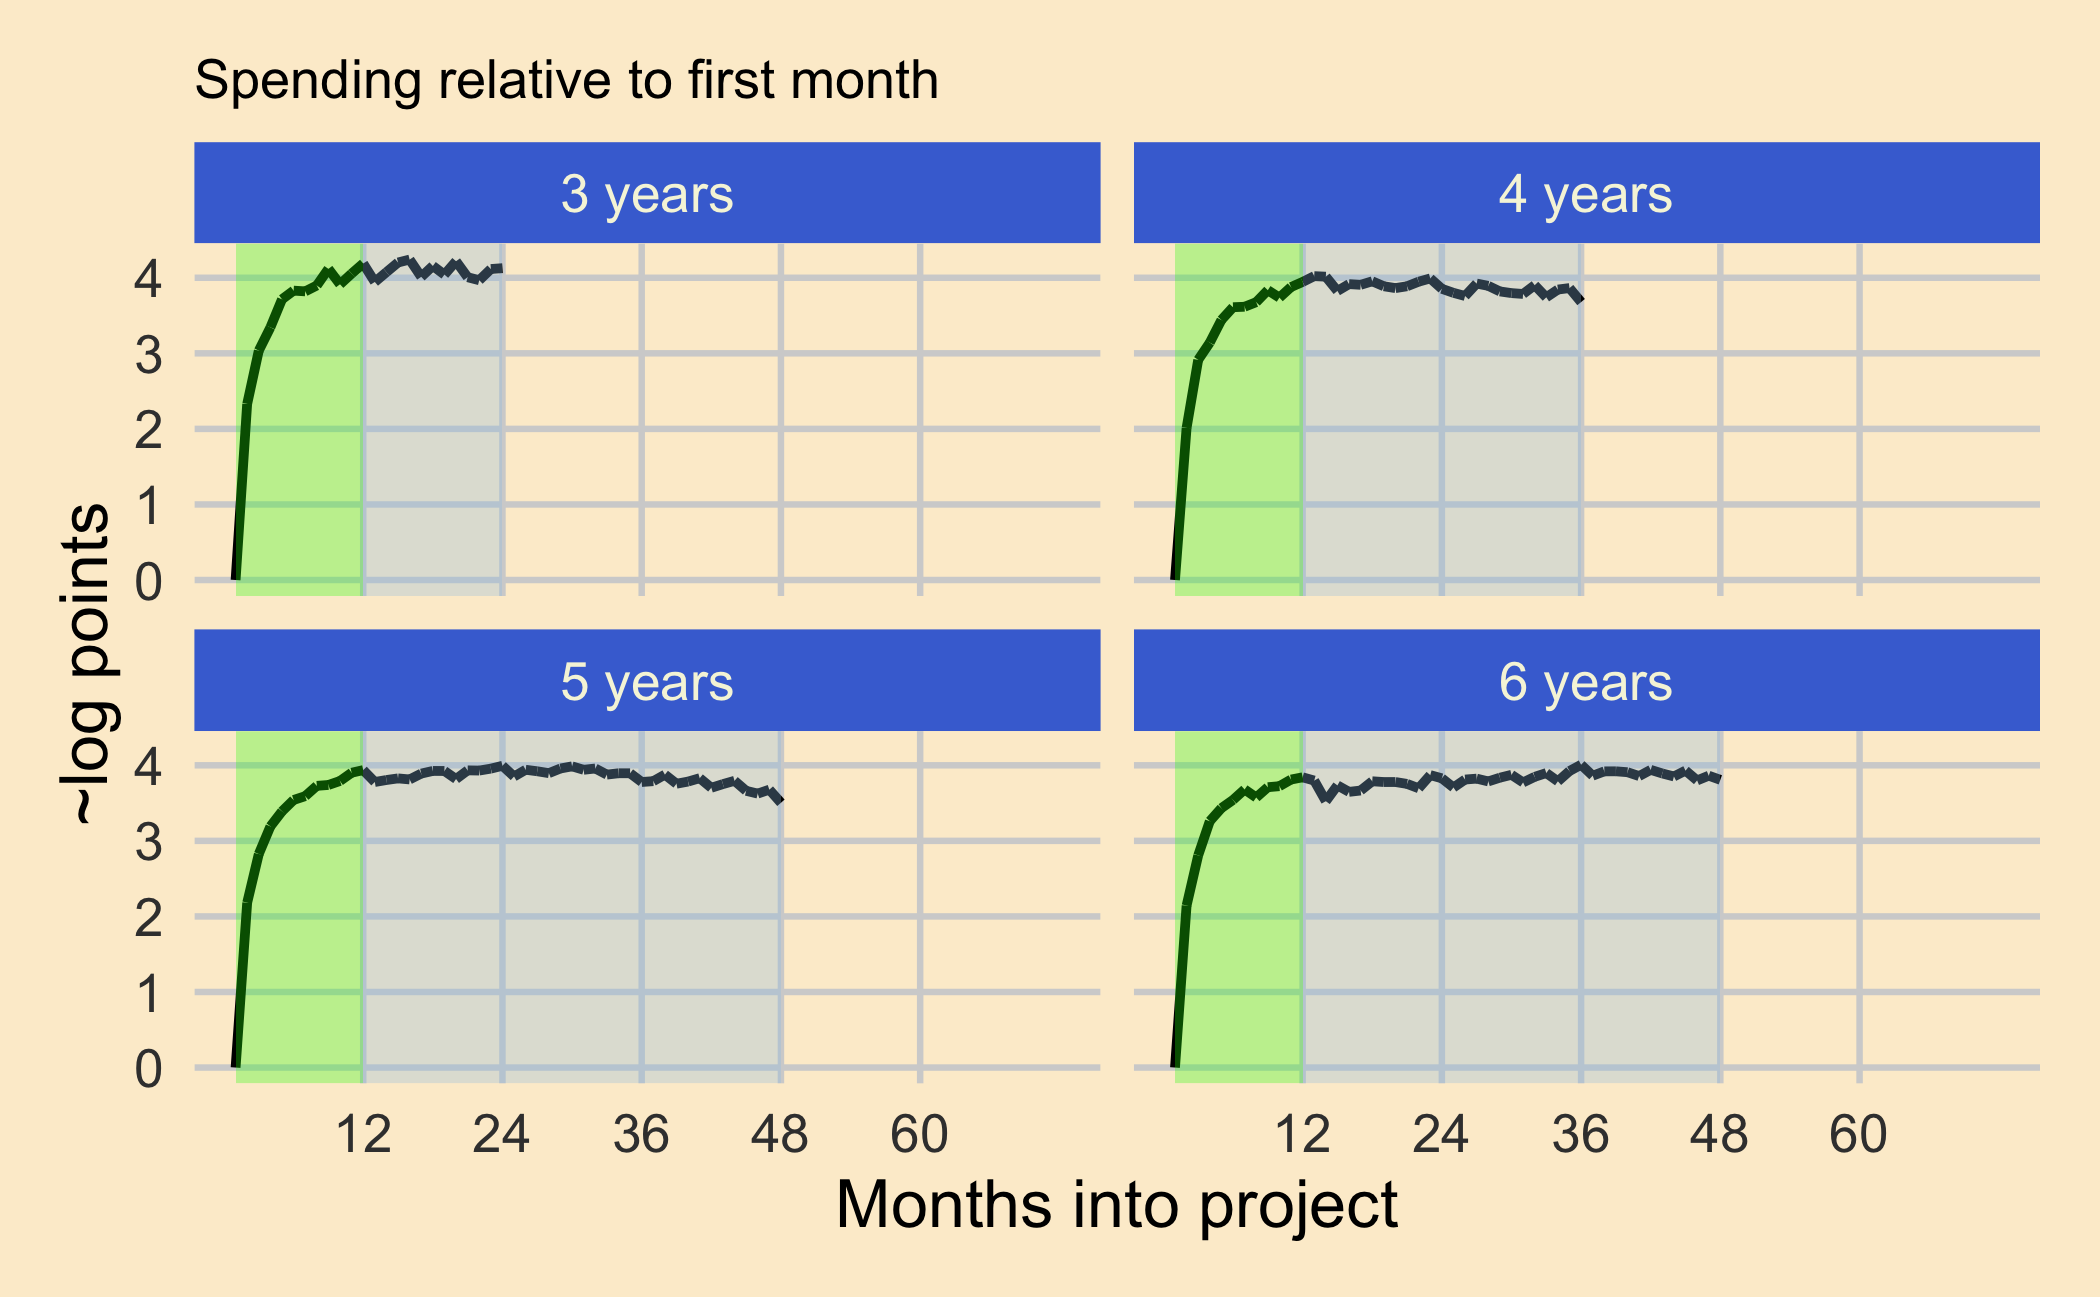 Spending relative to first month
3 years
4 years
4
3
2
1
0
~log points
5 years
6 years
4
3
2
1
0
12 24 36 48 60
12 24 36 48 60
Months into project